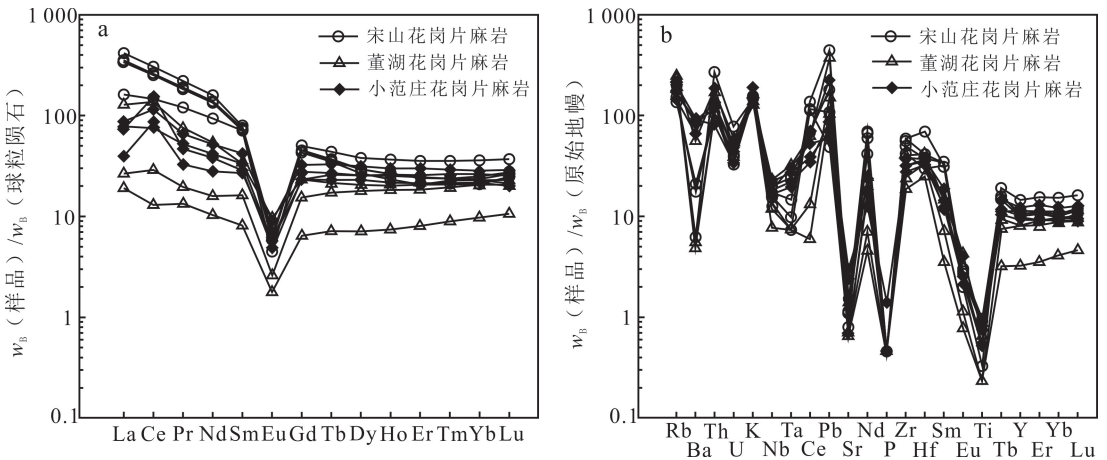 a
1 000
100
10
1
0.1
w_B（样品）/w_B（球粒陨石）
宋山花岗片麻岩
董湖花岗片麻岩
小范庄花岗片麻岩
La Ce Pr Nd Sm Eu Gd Tb Dy Ho Er Tm Yb Lu
b
1 000
100
10
1
0.1
w_B（样品）/w_B（原始地幔）
宋山花岗片麻岩
董湖花岗片麻岩
小范庄花岗片麻岩
Rb Th K Ta Pb Nd Zr Sm Ti Y Yb
Ba U Nb Ce Sr P Hf Eu Tb Er Lu